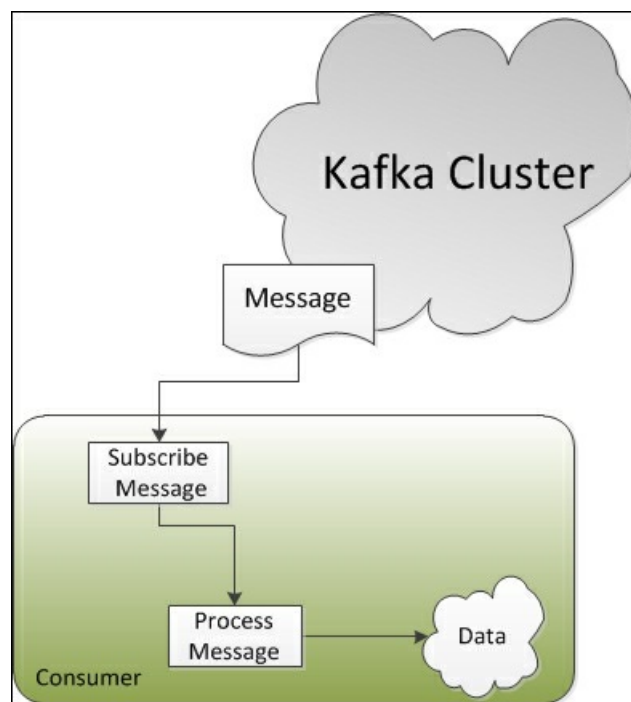 Kafka Cluster
Message
Subscribe
Message
Process
Message
Data
Consumer